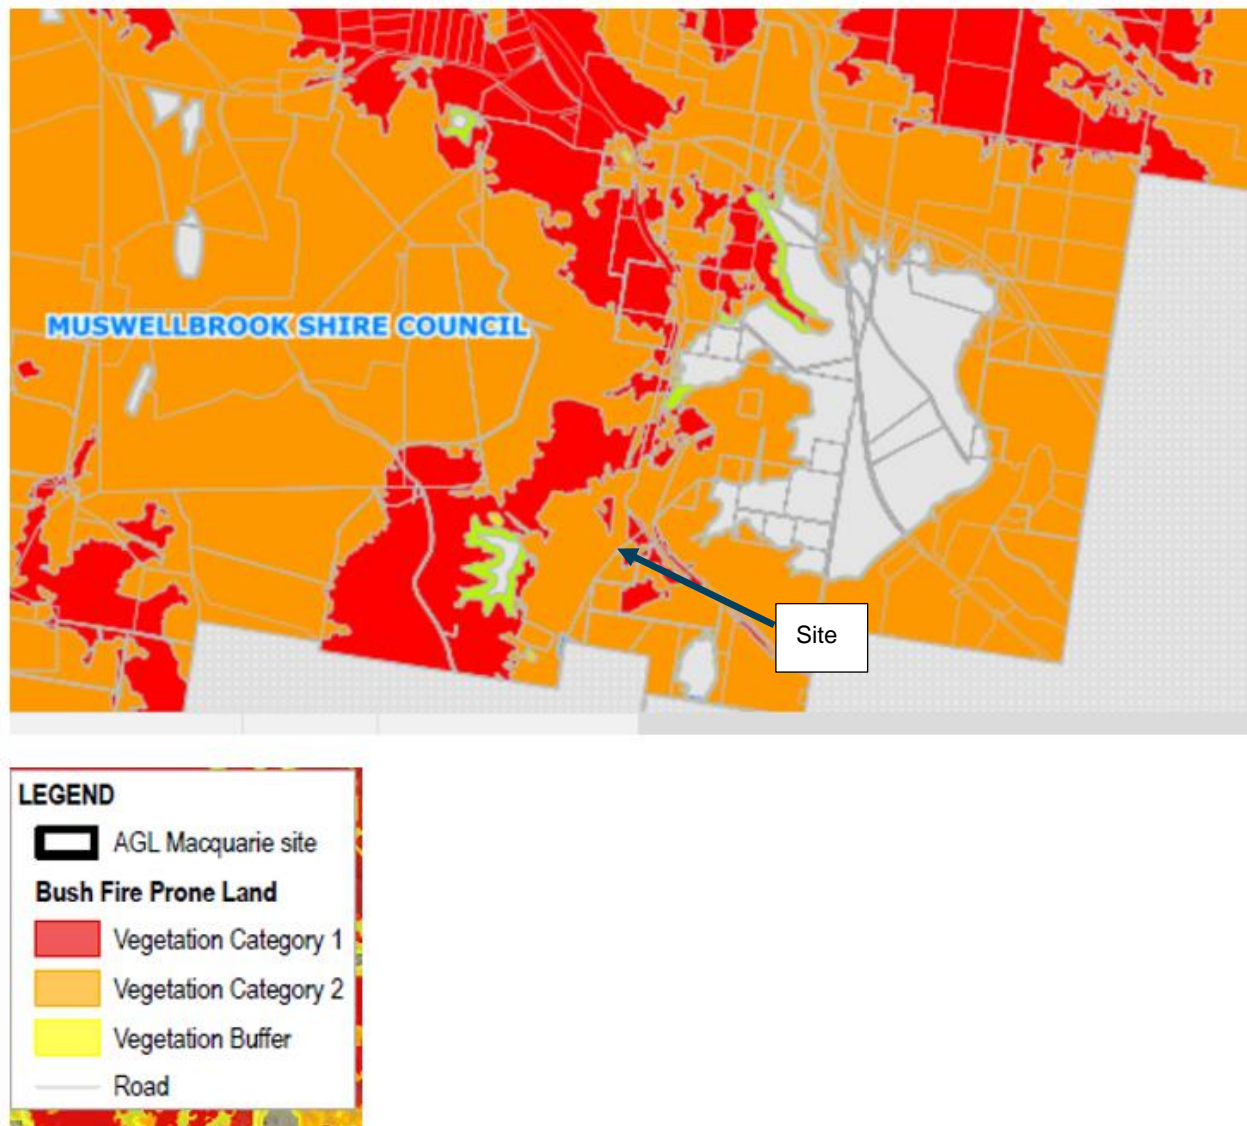 MUSWELLBROOK SHIRE COUNCIL
Site
LEGEND
AGL Macquarie site
Bush Fire Prone Land
Vegetation Category 1
Vegetation Category 2
Vegetation Buffer
Road